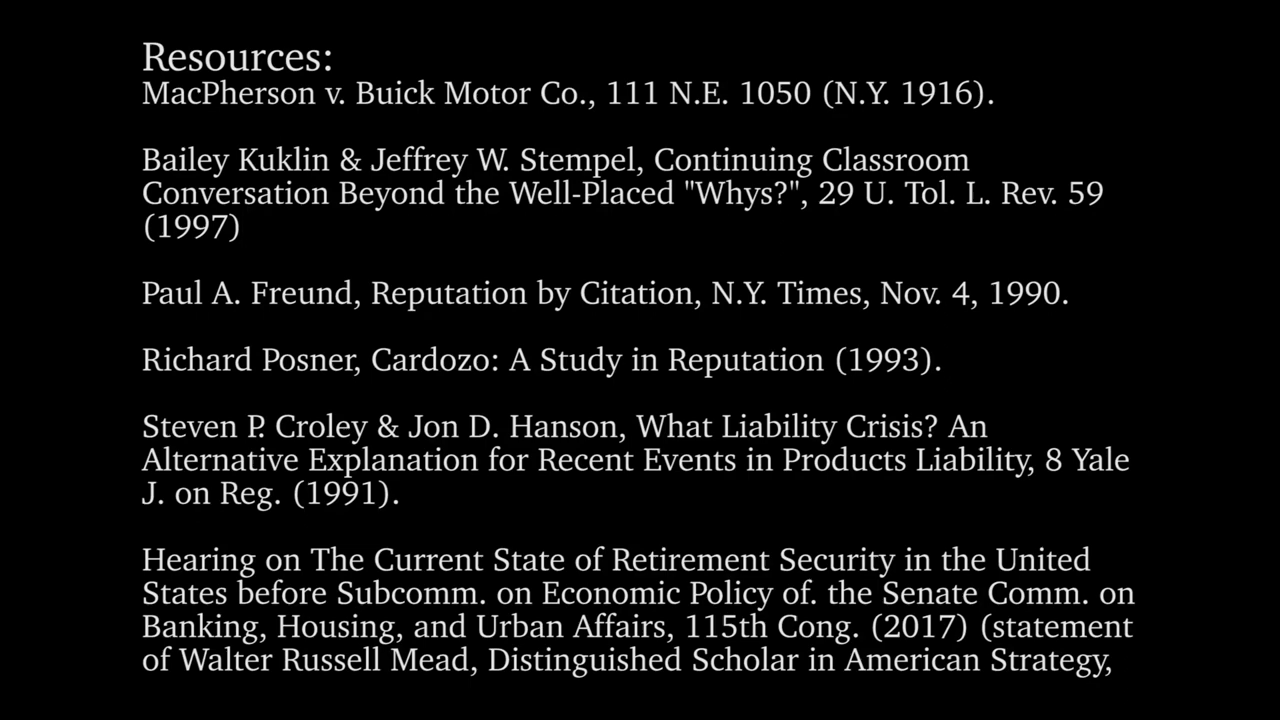 Resources:
MacPherson v. Buick Motor Co., 111 N.E. 1050 (N.Y. 1916).
Bailey Kuklin & Jeffrey W. Stempel, Continuing Classroom
Conversation Beyond the Well-Placed "Whys?", 29 U. Tol. L. Rev. 59
(1997)
Paul A. Freund, Reputation by Citation, N.Y. Times, Nov. 4, 1990.
Richard Posner, Cardozo: A Study in Reputation (1993).
Steven P. Croley & Jon D. Hanson, What Liability Crisis? An
Alternative Explanation for Recent Events in Products Liability, 8 Yale
J. on Reg. (1991).
Hearing on The Current State of Retirement Security in the United
States before Subcomm. on Economic Policy of. the Senate Comm. on
Banking, Housing, and Urban Affairs, 115th Cong. (2017) (statement
of Walter Russell Mead, Distinguished Scholar in American Strategy,